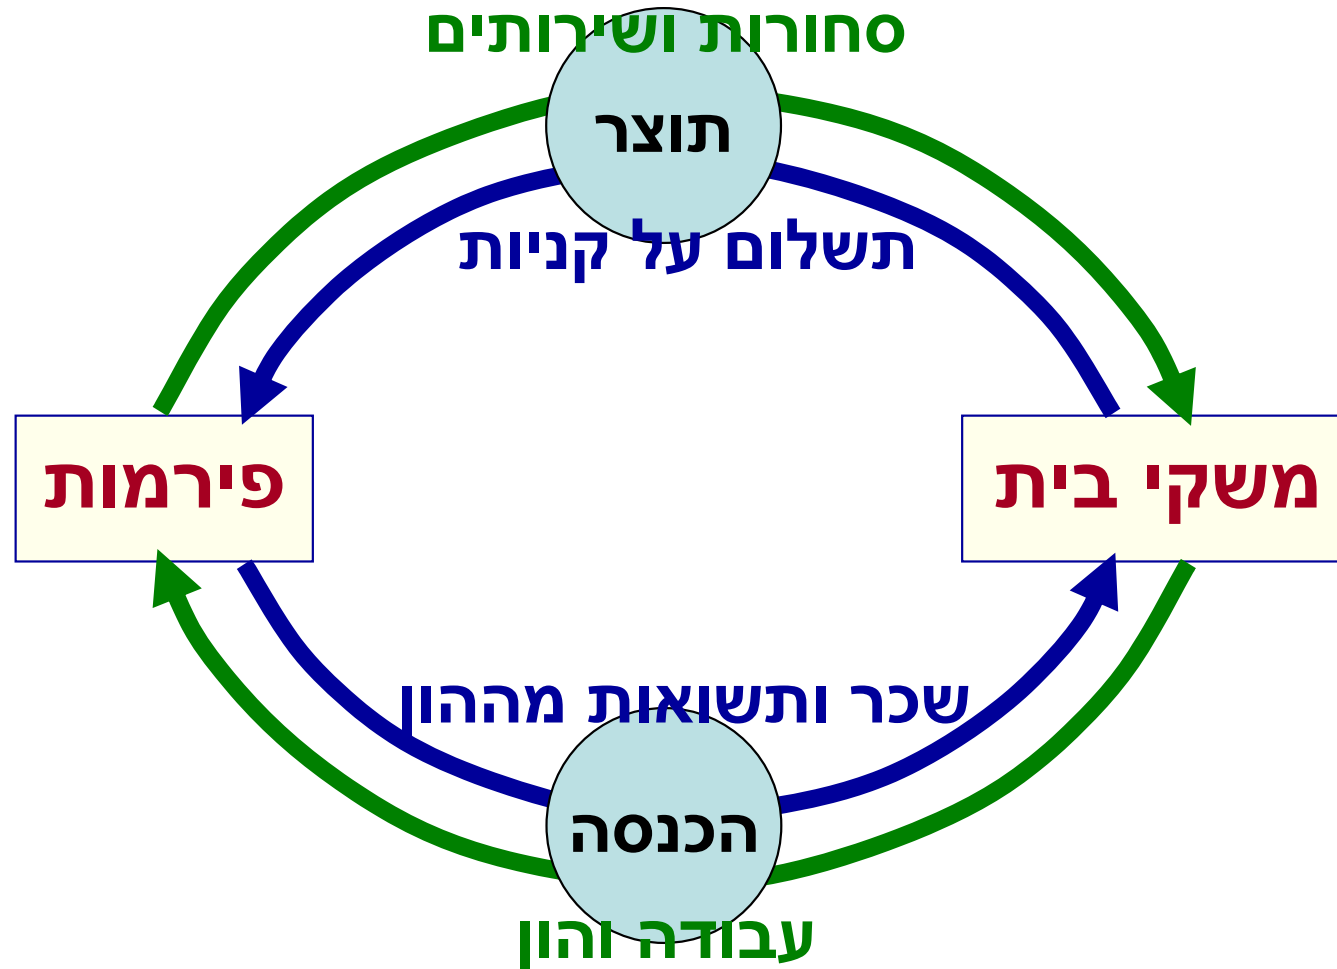 סחורות ושירותים
תוצר
תשלום על קניות
משקי בית
פירמות
שכר ותשואות מההון
הכנסה
עבודה והון